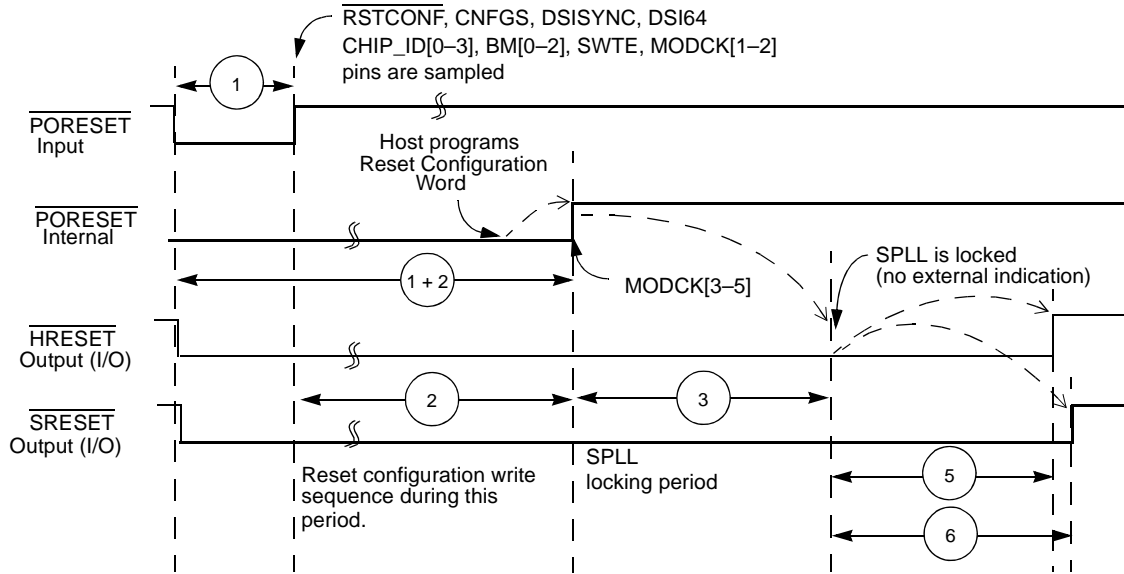 RSTCONF, CNFGS, DSISYNC, DSI64
CHIP_ID[0–3], BM[0–2], SWTE, MODCK[1–2]
pins are sampled
1
PORESET
Input
Host programs
Reset Configuration
Word
PORESET
Internal
SPLL is locked
(no external indication)
1 + 2
MODCK[3–5]
HRESET
Output (I/O)
2
3
SRESET
Output (I/O)
Reset configuration write
sequence during this
period.
SPLL
locking period
5
6